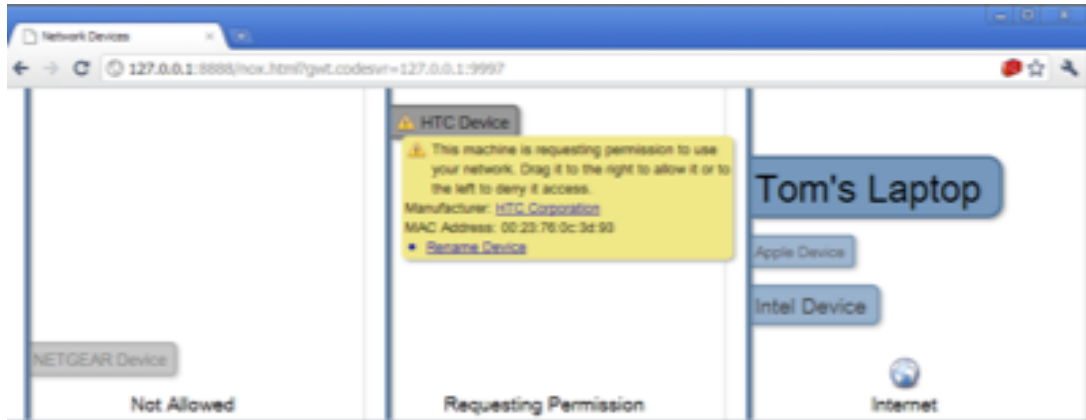 Network Devices
127.0.0.1:8888/nox.html?gwt.codesvr=127.0.0.1:9997
HTC Device
This machine is requesting permission to use
your network. Drag it to the right to allow it or to
the left to deny it access.
Manufacturer: HTC Corporation
MAC Address: 00:23:76:0c:3d:93
• Rename Device
Tom's Laptop
Apple Device
Intel Device
NETGEAR Device
Not Allowed
Requesting Permission
Internet